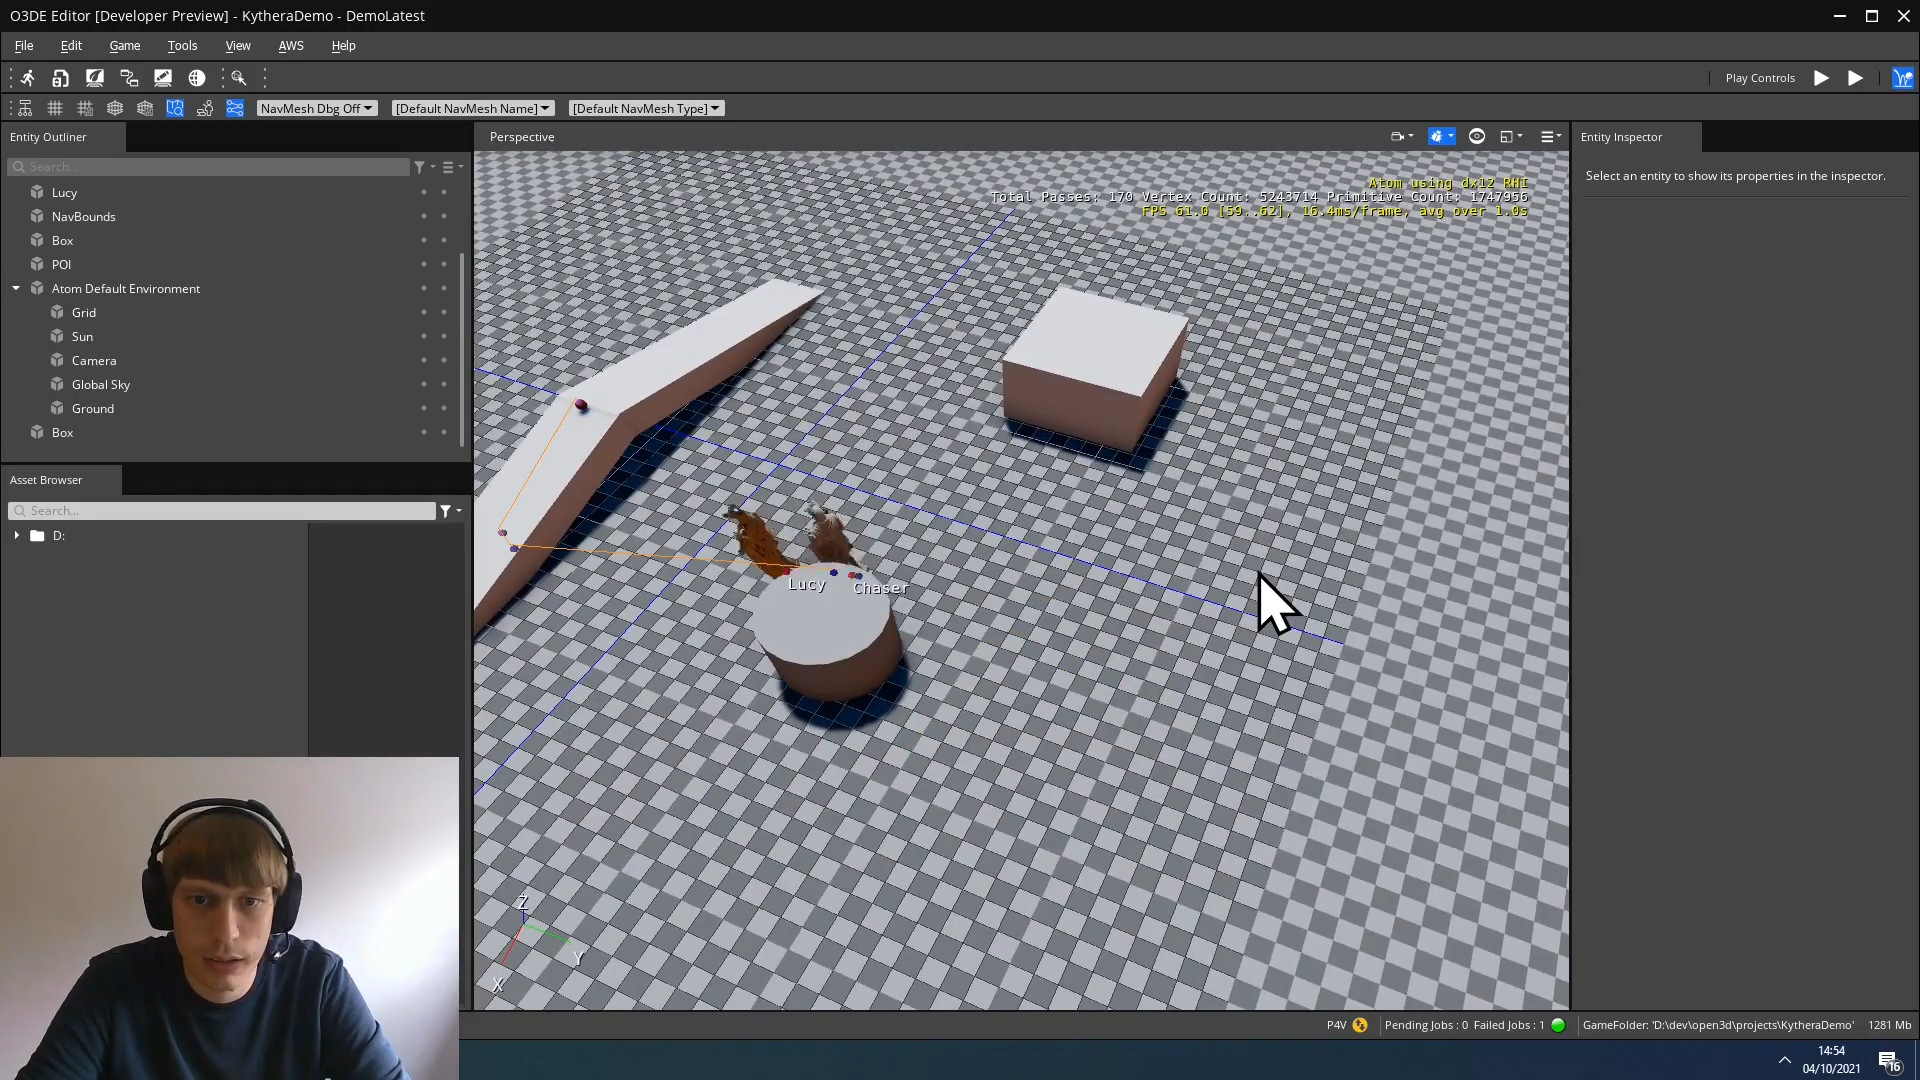 O3DE Editor [Developer Preview] - KytheraDemo - DemoLatest
File Edit Game Tools View AWS Help
Play Controls
NavMesh Dbg Off [Default NavMesh Name] [Default NavMesh Type]
Entity Outliner
Perspective
Entity Inspector
Search...
Select an entity to show its properties in the inspector.
Atom using dx12 RHI
Total Passes: 170 Vertex Count: 5243714 Primitive Count: 1747956
FPS 61.0 [59..62], 16.4ms/frame, avg over 1.0s
Lucy
NavBounds
Box
POI
Atom Default Environment
Grid
Sun
Camera
Global Sky
Ground
Box
Asset Browser
Search...
D:
Lucy Chaser
Z
Y
X
P4V Pending Jobs : 0 Failed Jobs : 1 GameFolder: 'D:\dev\open3d\projects\KytheraDemo' 1281 Mb
14:54
04/10/2021
16